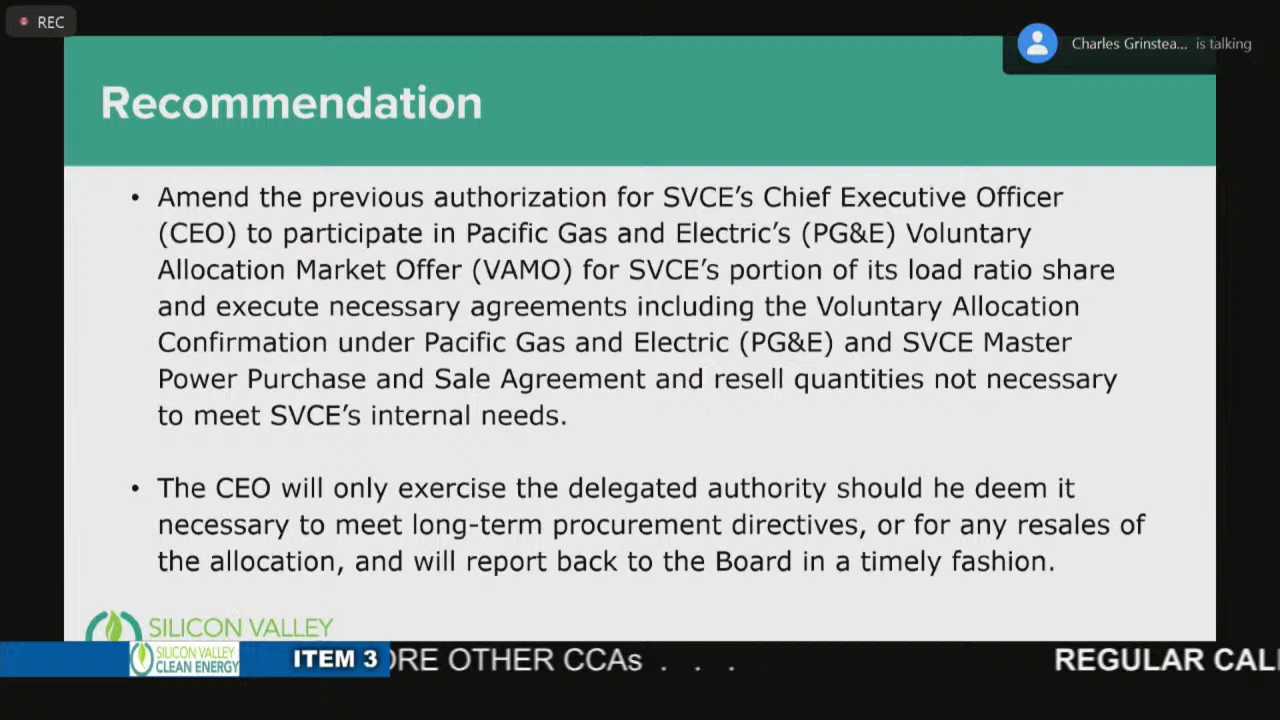 REC
Charles Grinstea... is talking
Recommendation
• Amend the previous authorization for SVCE’s Chief Executive Officer
(CEO) to participate in Pacific Gas and Electric’s (PG&E) Voluntary
Allocation Market Offer (VAMO) for SVCE’s portion of its load ratio share
and execute necessary agreements including the Voluntary Allocation
Confirmation under Pacific Gas and Electric (PG&E) and SVCE Master
Power Purchase and Sale Agreement and resell quantities not necessary
to meet SVCE’s internal needs.
• The CEO will only exercise the delegated authority should he deem it
necessary to meet long-term procurement directives, or for any resales of
the allocation, and will report back to the Board in a timely fashion.
SILICON VALLEY
SILICON VALLEY
CLEAN ENERGY
ITEM 3
ORE OTHER CCAs . . .
REGULAR CAL